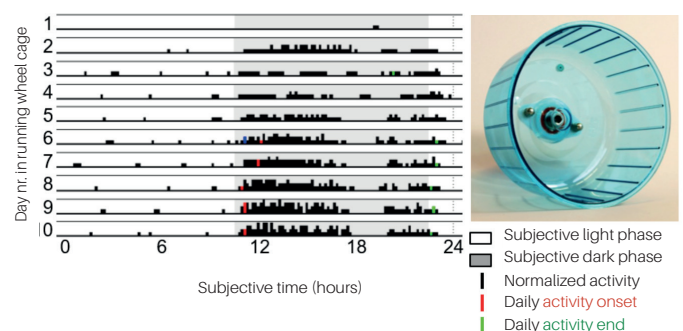 Day nr. in running wheel cage
1
2
3
4
5
6
7
8
9
10
0 12 18 24
Subjective time (hours)
Subjective light phase
Subjective dark phase
Normalized activity
Daily activity onset
Daily activity end